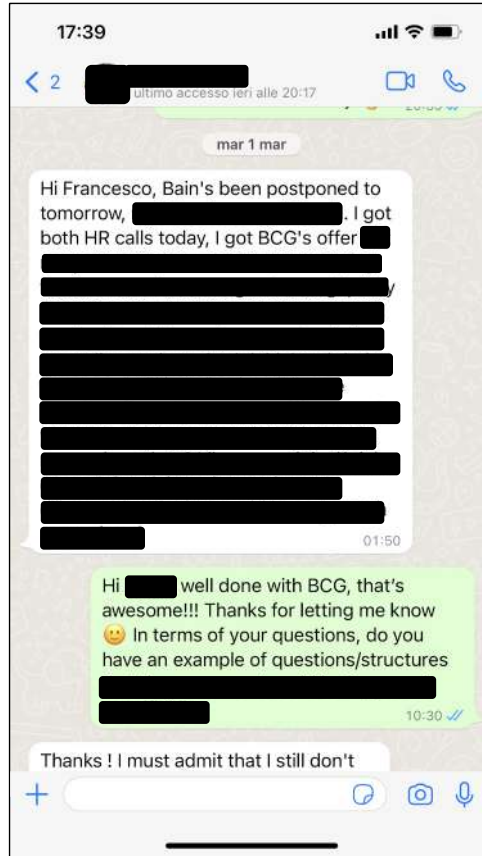 17:39
2
ultimo accesso ieri alle 20:17
mar 1 mar
Hi Francesco, Bain's been postponed to
tomorrow, . I got
both HR calls today, I got BCG's offer
01:50
Hi well done with BCG, that's
awesome!!! Thanks for letting me know
🙂 In terms of your questions, do you
have an example of questions/structures
10:30
Thanks ! I must admit that I still don't